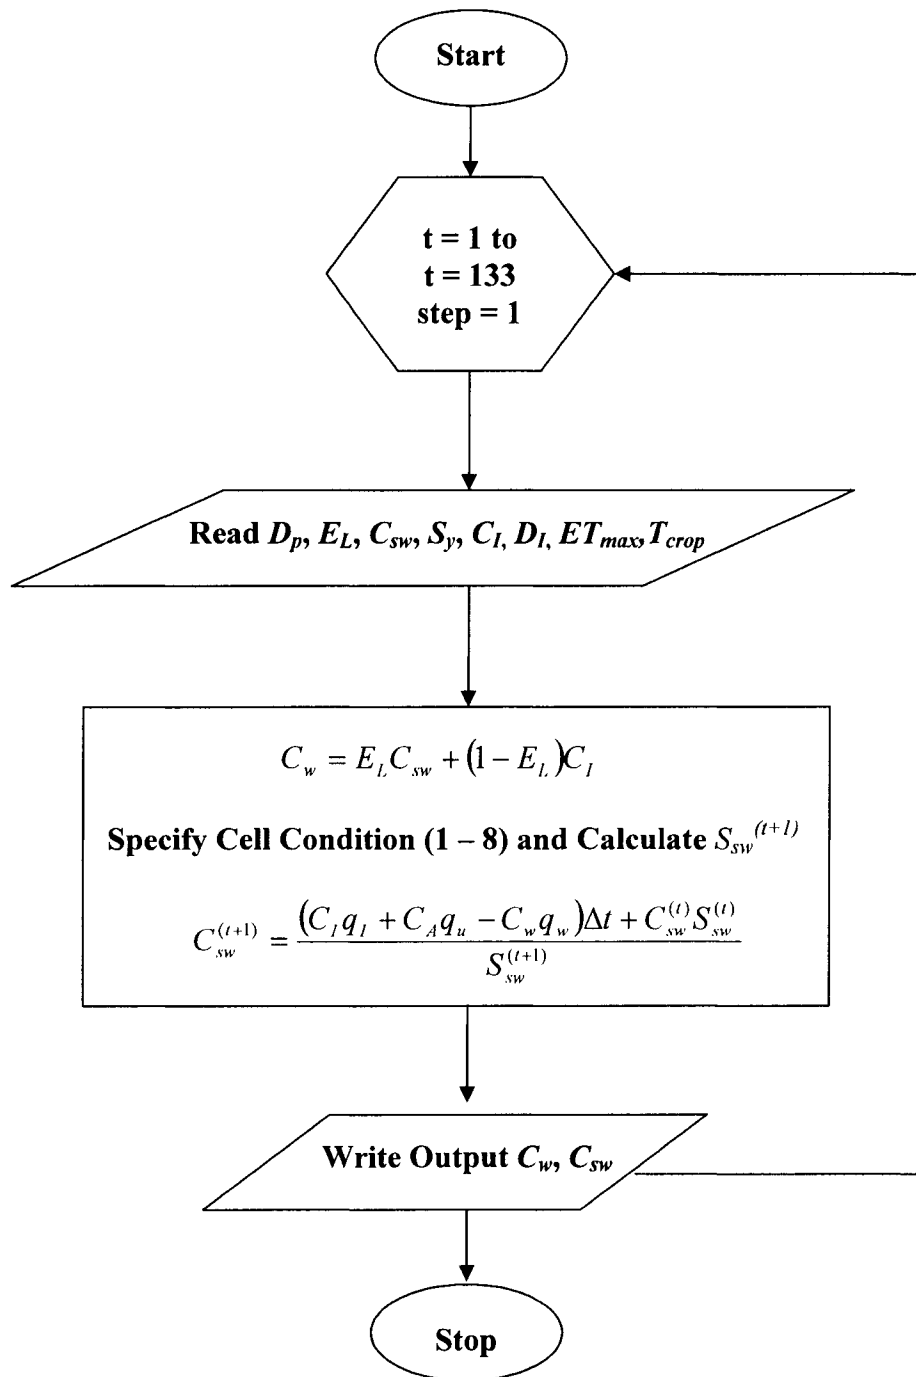 Start
t = 1 to
t = 133
step = 1
Read D_p, E_L, C_sw, S_y, C_I, D_I, ET_max, T_crop
C_w = E_L C_sw + (1 − E_L)C_I
Specify Cell Condition (1 – 8) and Calculate S_sw^(t+1)
C_sw^(t+1) = ((C_I q_I + C_A q_u − C_w q_w)Δt + C_sw^(t) S_sw^(t)) / S_sw^(t+1)
Write Output C_w, C_sw
Stop